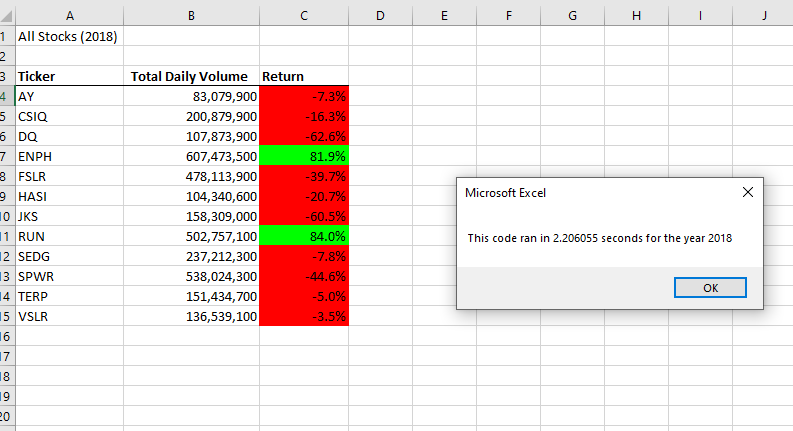 A B C D E F G H I J
1 All Stocks (2018)
2
3 Ticker Total Daily Volume Return
4 AY 83,079,900 -7.3%
5 CSIQ 200,879,900 -16.3%
6 DQ 107,873,900 -62.6%
7 ENPH 607,473,500 81.9%
8 FSLR 478,113,900 -39.7%
9 HASI 104,340,600 -20.7%
10 JKS 158,309,000 -60.5%
11 RUN 502,757,100 84.0%
12 SEDG 237,212,300 -7.8%
13 SPWR 538,024,300 -44.6%
14 TERP 151,434,700 -5.0%
15 VSLR 136,539,100 -3.5%
16
17
18
19
20
Microsoft Excel
This code ran in 2.206055 seconds for the year 2018
OK